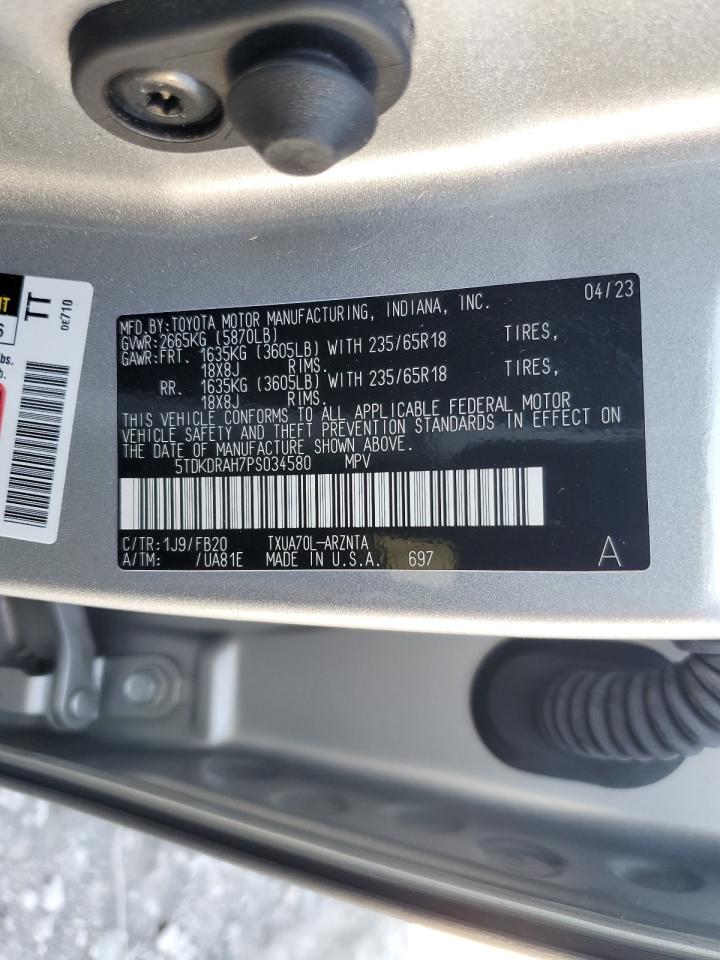 MFD.BY:TOYOTA MOTOR MANUFACTURING, INDIANA, INC. 04/23
GVWR:2665KG (5870LB)
GAWR:FRT. 1635KG (3605LB) WITH 235/65R18 TIRES,
18X8J RIMS.
RR. 1635KG (3605LB) WITH 235/65R18 TIRES,
18X8J RIMS.
THIS VEHICLE CONFORMS TO ALL APPLICABLE FEDERAL MOTOR
VEHICLE SAFETY AND THEFT PREVENTION STANDARDS IN EFFECT ON
THE DATE OF MANUFACTURE SHOWN ABOVE.
5TDKDRAH7PS034580 MPV
C/TR:1J9/FB20 TXUA70L-ARZNTA
A/TM: /UA81E MADE IN U.S.A. 697 A
TT
0E710
lbs.
b.